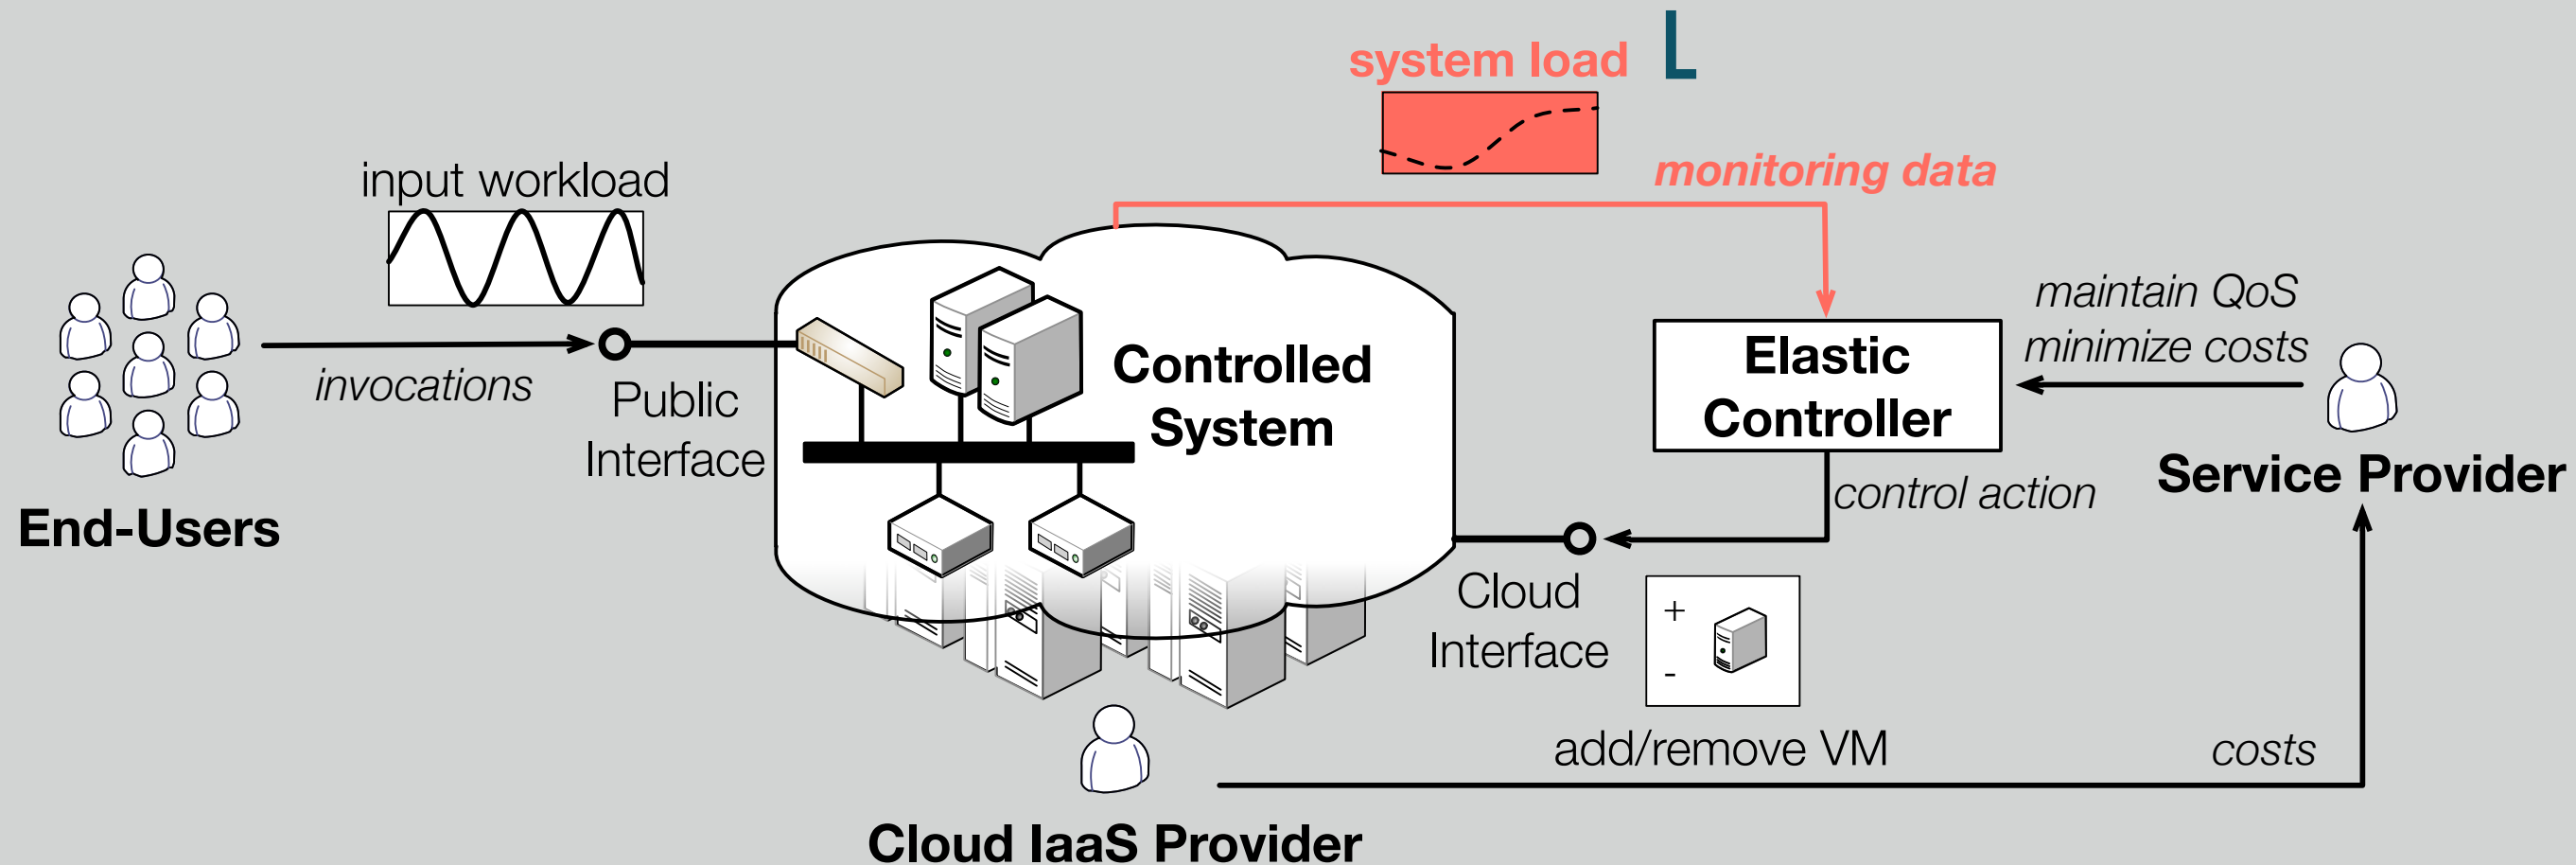 system load L
monitoring data
input workload
invocations
Public
Interface
End-Users
Controlled
System
Elastic
Controller
maintain QoS
minimize costs
Service Provider
control action
Cloud
Interface
+
-
add/remove VM
costs
Cloud IaaS Provider